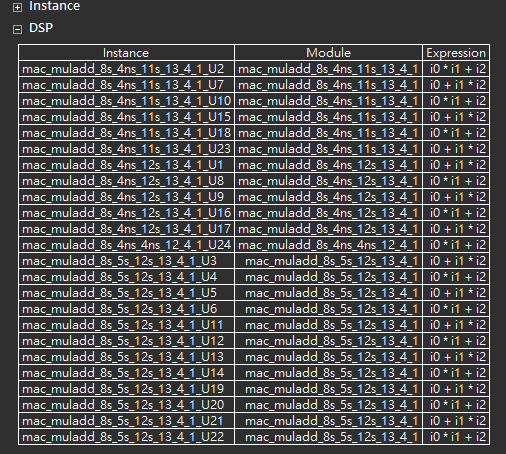 Instance
DSP
Instance Module Expression
mac_muladd_8s_4ns_11s_13_4_1_U2 mac_muladd_8s_4ns_11s_13_4_1 i0 * i1 + i2
mac_muladd_8s_4ns_11s_13_4_1_U7 mac_muladd_8s_4ns_11s_13_4_1 i0 + i1 * i2
mac_muladd_8s_4ns_11s_13_4_1_U10 mac_muladd_8s_4ns_11s_13_4_1 i0 * i1 + i2
mac_muladd_8s_4ns_11s_13_4_1_U15 mac_muladd_8s_4ns_11s_13_4_1 i0 + i1 * i2
mac_muladd_8s_4ns_11s_13_4_1_U18 mac_muladd_8s_4ns_11s_13_4_1 i0 * i1 + i2
mac_muladd_8s_4ns_11s_13_4_1_U23 mac_muladd_8s_4ns_11s_13_4_1 i0 + i1 * i2
mac_muladd_8s_4ns_12s_13_4_1_U1 mac_muladd_8s_4ns_12s_13_4_1 i0 + i1 * i2
mac_muladd_8s_4ns_12s_13_4_1_U8 mac_muladd_8s_4ns_12s_13_4_1 i0 * i1 + i2
mac_muladd_8s_4ns_12s_13_4_1_U9 mac_muladd_8s_4ns_12s_13_4_1 i0 + i1 * i2
mac_muladd_8s_4ns_12s_13_4_1_U16 mac_muladd_8s_4ns_12s_13_4_1 i0 * i1 + i2
mac_muladd_8s_4ns_12s_13_4_1_U17 mac_muladd_8s_4ns_12s_13_4_1 i0 + i1 * i2
mac_muladd_8s_4ns_4ns_12_4_1_U24 mac_muladd_8s_4ns_4ns_12_4_1 i0 * i1 + i2
mac_muladd_8s_5s_12s_13_4_1_U3 mac_muladd_8s_5s_12s_13_4_1 i0 + i1 * i2
mac_muladd_8s_5s_12s_13_4_1_U4 mac_muladd_8s_5s_12s_13_4_1 i0 * i1 + i2
mac_muladd_8s_5s_12s_13_4_1_U5 mac_muladd_8s_5s_12s_13_4_1 i0 + i1 * i2
mac_muladd_8s_5s_12s_13_4_1_U6 mac_muladd_8s_5s_12s_13_4_1 i0 * i1 + i2
mac_muladd_8s_5s_12s_13_4_1_U11 mac_muladd_8s_5s_12s_13_4_1 i0 + i1 * i2
mac_muladd_8s_5s_12s_13_4_1_U12 mac_muladd_8s_5s_12s_13_4_1 i0 * i1 + i2
mac_muladd_8s_5s_12s_13_4_1_U13 mac_muladd_8s_5s_12s_13_4_1 i0 + i1 * i2
mac_muladd_8s_5s_12s_13_4_1_U14 mac_muladd_8s_5s_12s_13_4_1 i0 * i1 + i2
mac_muladd_8s_5s_12s_13_4_1_U19 mac_muladd_8s_5s_12s_13_4_1 i0 + i1 * i2
mac_muladd_8s_5s_12s_13_4_1_U20 mac_muladd_8s_5s_12s_13_4_1 i0 * i1 + i2
mac_muladd_8s_5s_12s_13_4_1_U21 mac_muladd_8s_5s_12s_13_4_1 i0 + i1 * i2
mac_muladd_8s_5s_12s_13_4_1_U22 mac_muladd_8s_5s_12s_13_4_1 i0 * i1 + i2